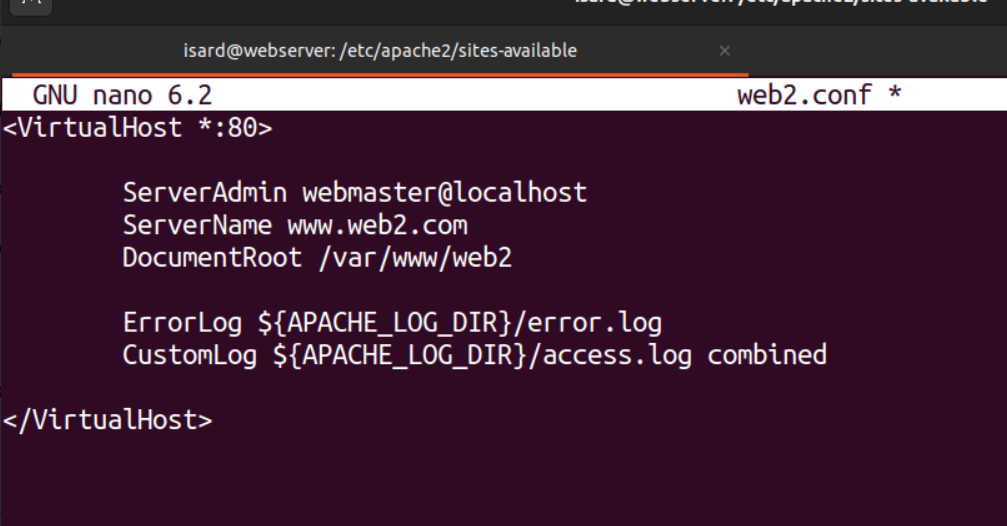 isard@webserver: /etc/apache2/sites-available
isard@webserver: /etc/apache2/sites-available ×
GNU nano 6.2 web2.conf *
<VirtualHost *:80>
ServerAdmin webmaster@localhost
ServerName www.web2.com
DocumentRoot /var/www/web2
ErrorLog ${APACHE_LOG_DIR}/error.log
CustomLog ${APACHE_LOG_DIR}/access.log combined
</VirtualHost>